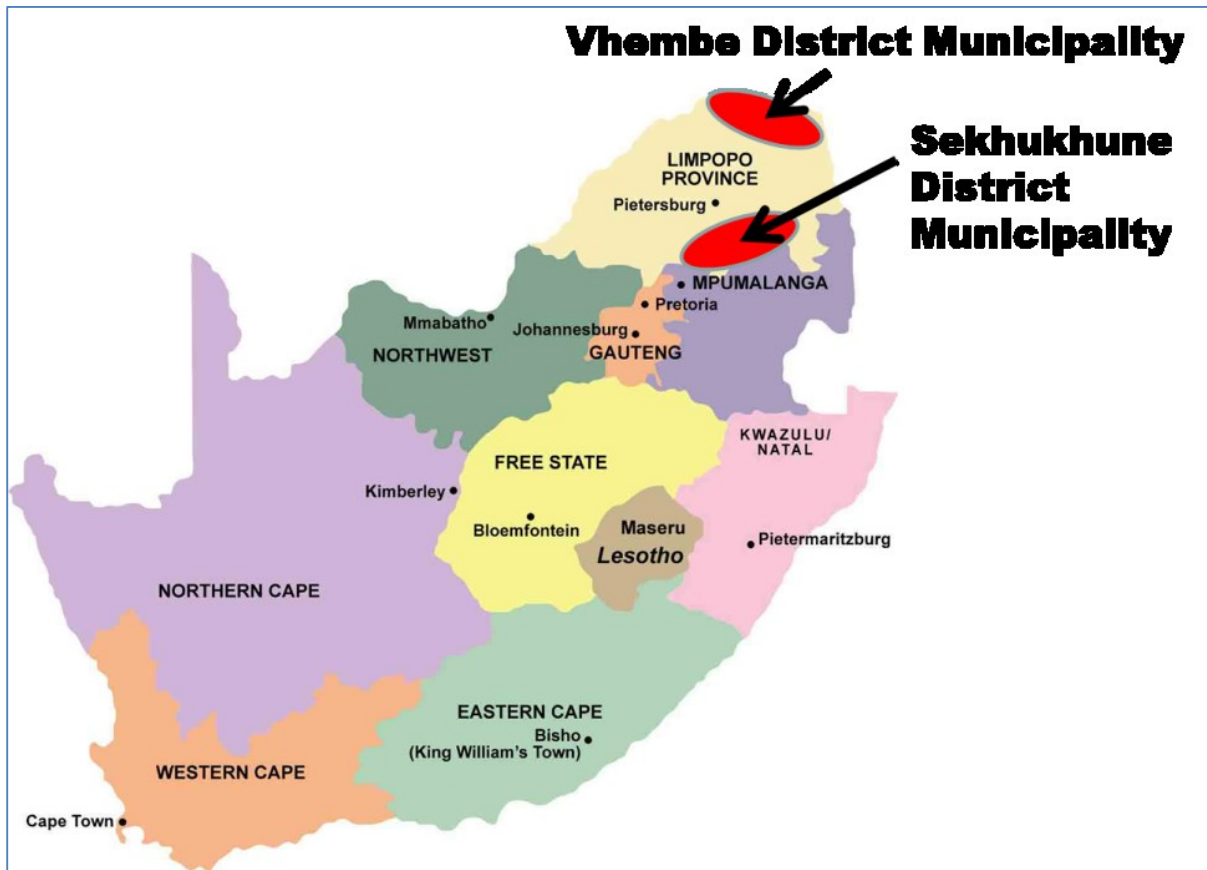 Vhembe District Municipality
Sekhukhune
District
Municipality
LIMPOPO
PROVINCE
Pietersburg
MPUMALANGA
Pretoria
Mmabatho
Johannesburg
NORTHWEST
GAUTENG
KWAZULU/
NATAL
FREE STATE
Kimberley
Bloemfontein
Maseru
Lesotho
Pietermaritzburg
NORTHERN CAPE
EASTERN CAPE
Bisho
(King William's Town)
WESTERN CAPE
Cape Town